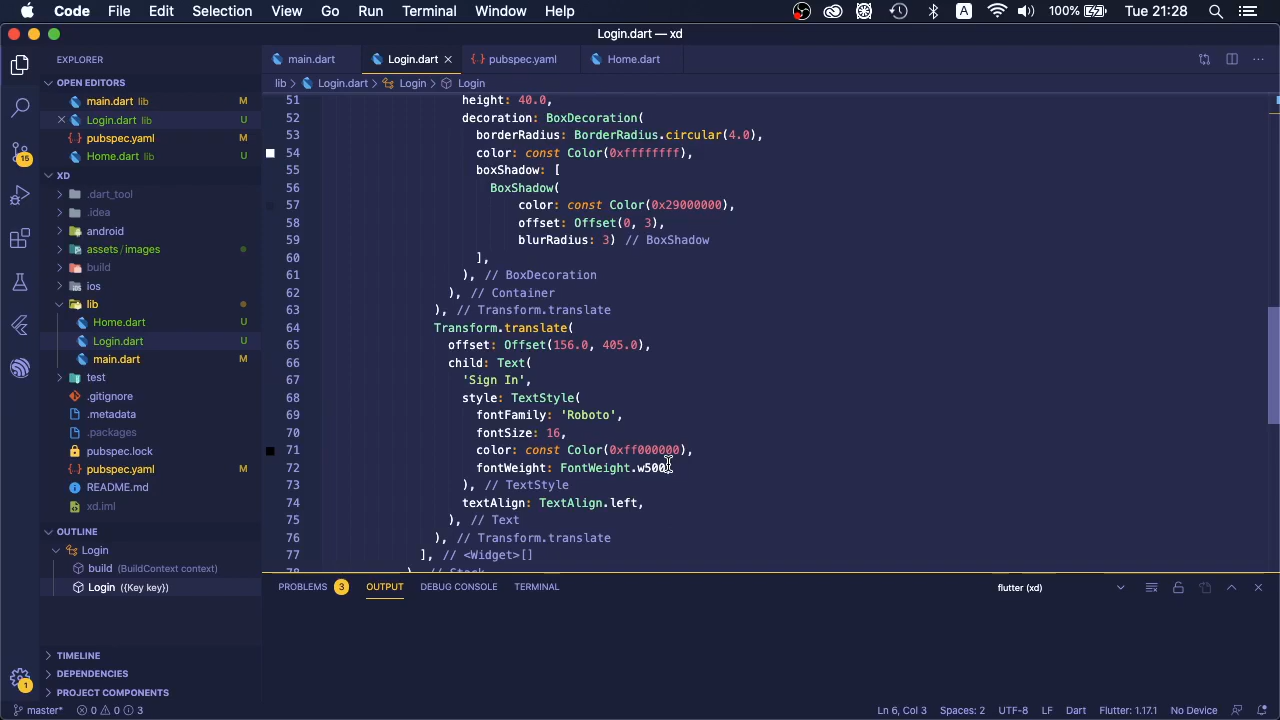 Code File Edit Selection View Go Run Terminal Window Help 100% Tue 21:28
Login.dart — xd
EXPLORER
main.dart Login.dart pubspec.yaml Home.dart
OPEN EDITORS
lib > Login.dart > Login > Login
main.dart lib M
Login.dart lib U
pubspec.yaml M
Home.dart lib U
XD
.dart_tool
.idea
android
assets / images
build
ios
lib
Home.dart U
Login.dart U
main.dart M
test
.gitignore
.metadata
.packages
pubspec.lock
pubspec.yaml M
README.md
xd.iml
OUTLINE
Login
build (BuildContext context)
Login ({Key key})
TIMELINE
DEPENDENCIES
PROJECT COMPONENTS
15
1
51 height: 40.0,
52 decoration: BoxDecoration(
53 borderRadius: BorderRadius.circular(4.0),
54 color: const Color(0xffffffff),
55 boxShadow: [
56 BoxShadow(
57 color: const Color(0x29000000),
58 offset: Offset(0, 3),
59 blurRadius: 3) // BoxShadow
60 ],
61 ), // BoxDecoration
62 ), // Container
63 ), // Transform.translate
64 Transform.translate(
65 offset: Offset(156.0, 405.0),
66 child: Text(
67 'Sign In',
68 style: TextStyle(
69 fontFamily: 'Roboto',
70 fontSize: 16,
71 color: const Color(0xff000000),
72 fontWeight: FontWeight.w500,
73 ), // TextStyle
74 textAlign: TextAlign.left,
75 ), // Text
76 ), // Transform.translate
77 ], // <Widget>[]
78 ), // Stack
PROBLEMS 3 OUTPUT DEBUG CONSOLE TERMINAL flutter (xd)
master* 0 0 3 Ln 6, Col 3 Spaces: 2 UTF-8 LF Dart Flutter: 1.17.1 No Device